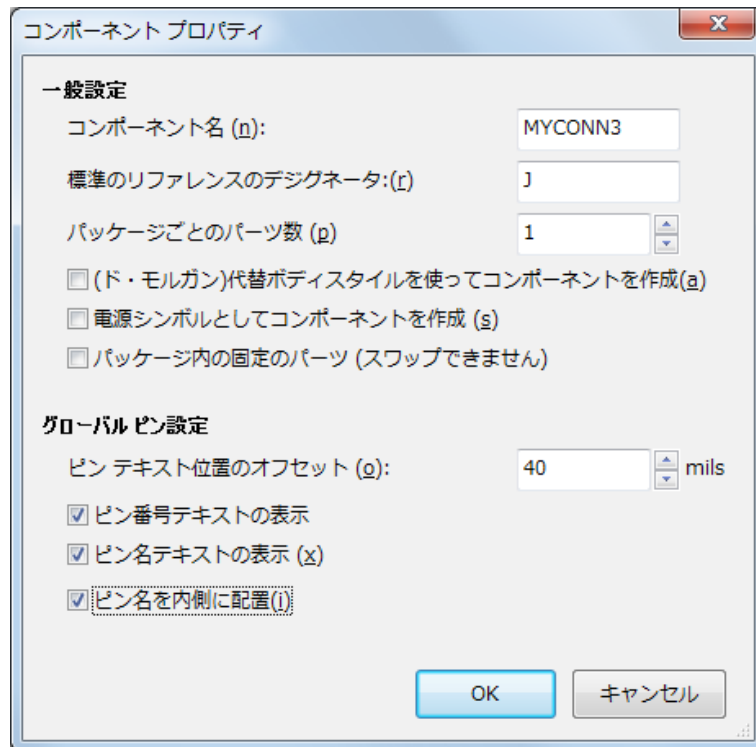 コンポーネント プロパティ
一般設定
コンポーネント名 (n): MYCONN3
標準のリファレンスのデジグネータ:(r) J
パッケージごとのパーツ数 (p) 1
(ド・モルガン)代替ボディスタイルを使ってコンポーネントを作成(a)
電源シンボルとしてコンポーネントを作成 (s)
パッケージ内の固定のパーツ (スワップできません)
グローバル ピン設定
ピン テキスト位置のオフセット (o): 40 mils
ピン番号テキストの表示
ピン名テキストの表示 (x)
ピン名を内側に配置(i)
OK キャンセル